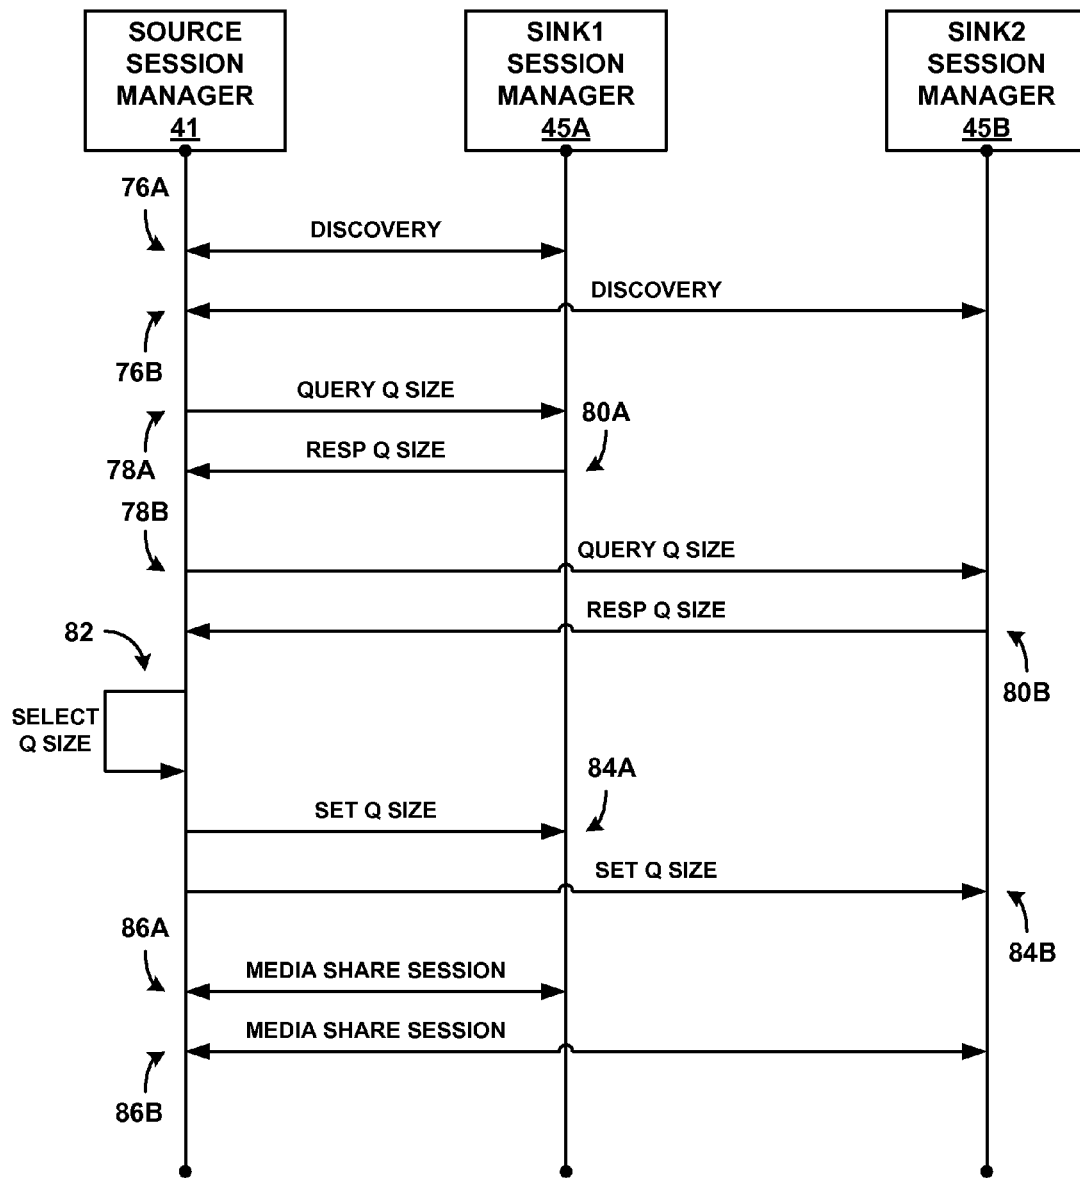 SOURCE
SESSION
MANAGER
41
SINK1
SESSION
MANAGER
45A
SINK2
SESSION
MANAGER
45B
76A
DISCOVERY
DISCOVERY
76B
QUERY Q SIZE
80A
RESP Q SIZE
78A
78B
QUERY Q SIZE
RESP Q SIZE
82
80B
SELECT
Q SIZE
84A
SET Q SIZE
SET Q SIZE
86A
84B
MEDIA SHARE SESSION
MEDIA SHARE SESSION
86B